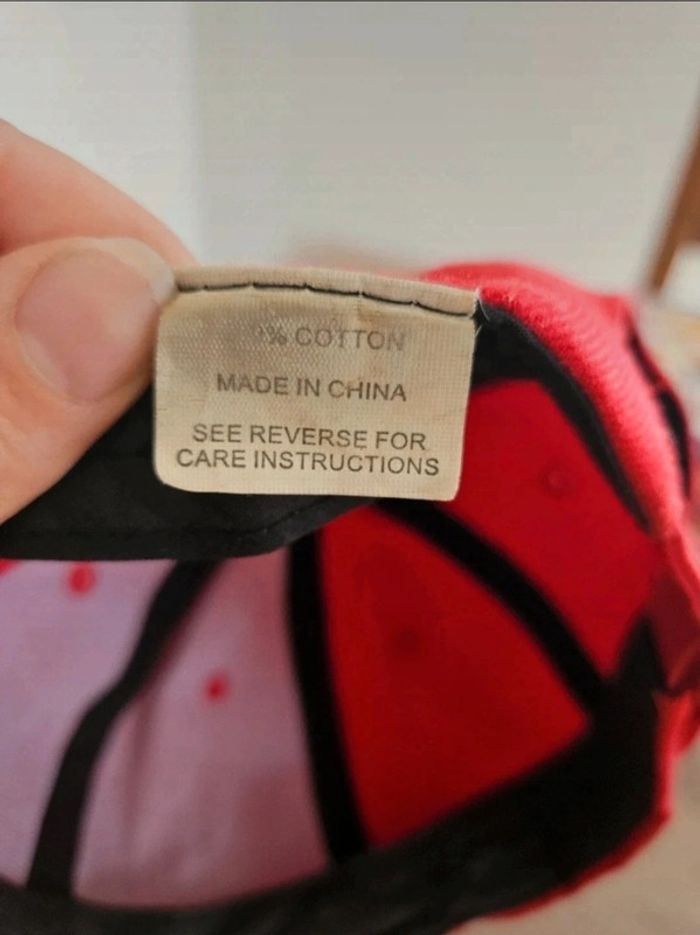 % COTTON
MADE IN CHINA
SEE REVERSE FOR
CARE INSTRUCTIONS